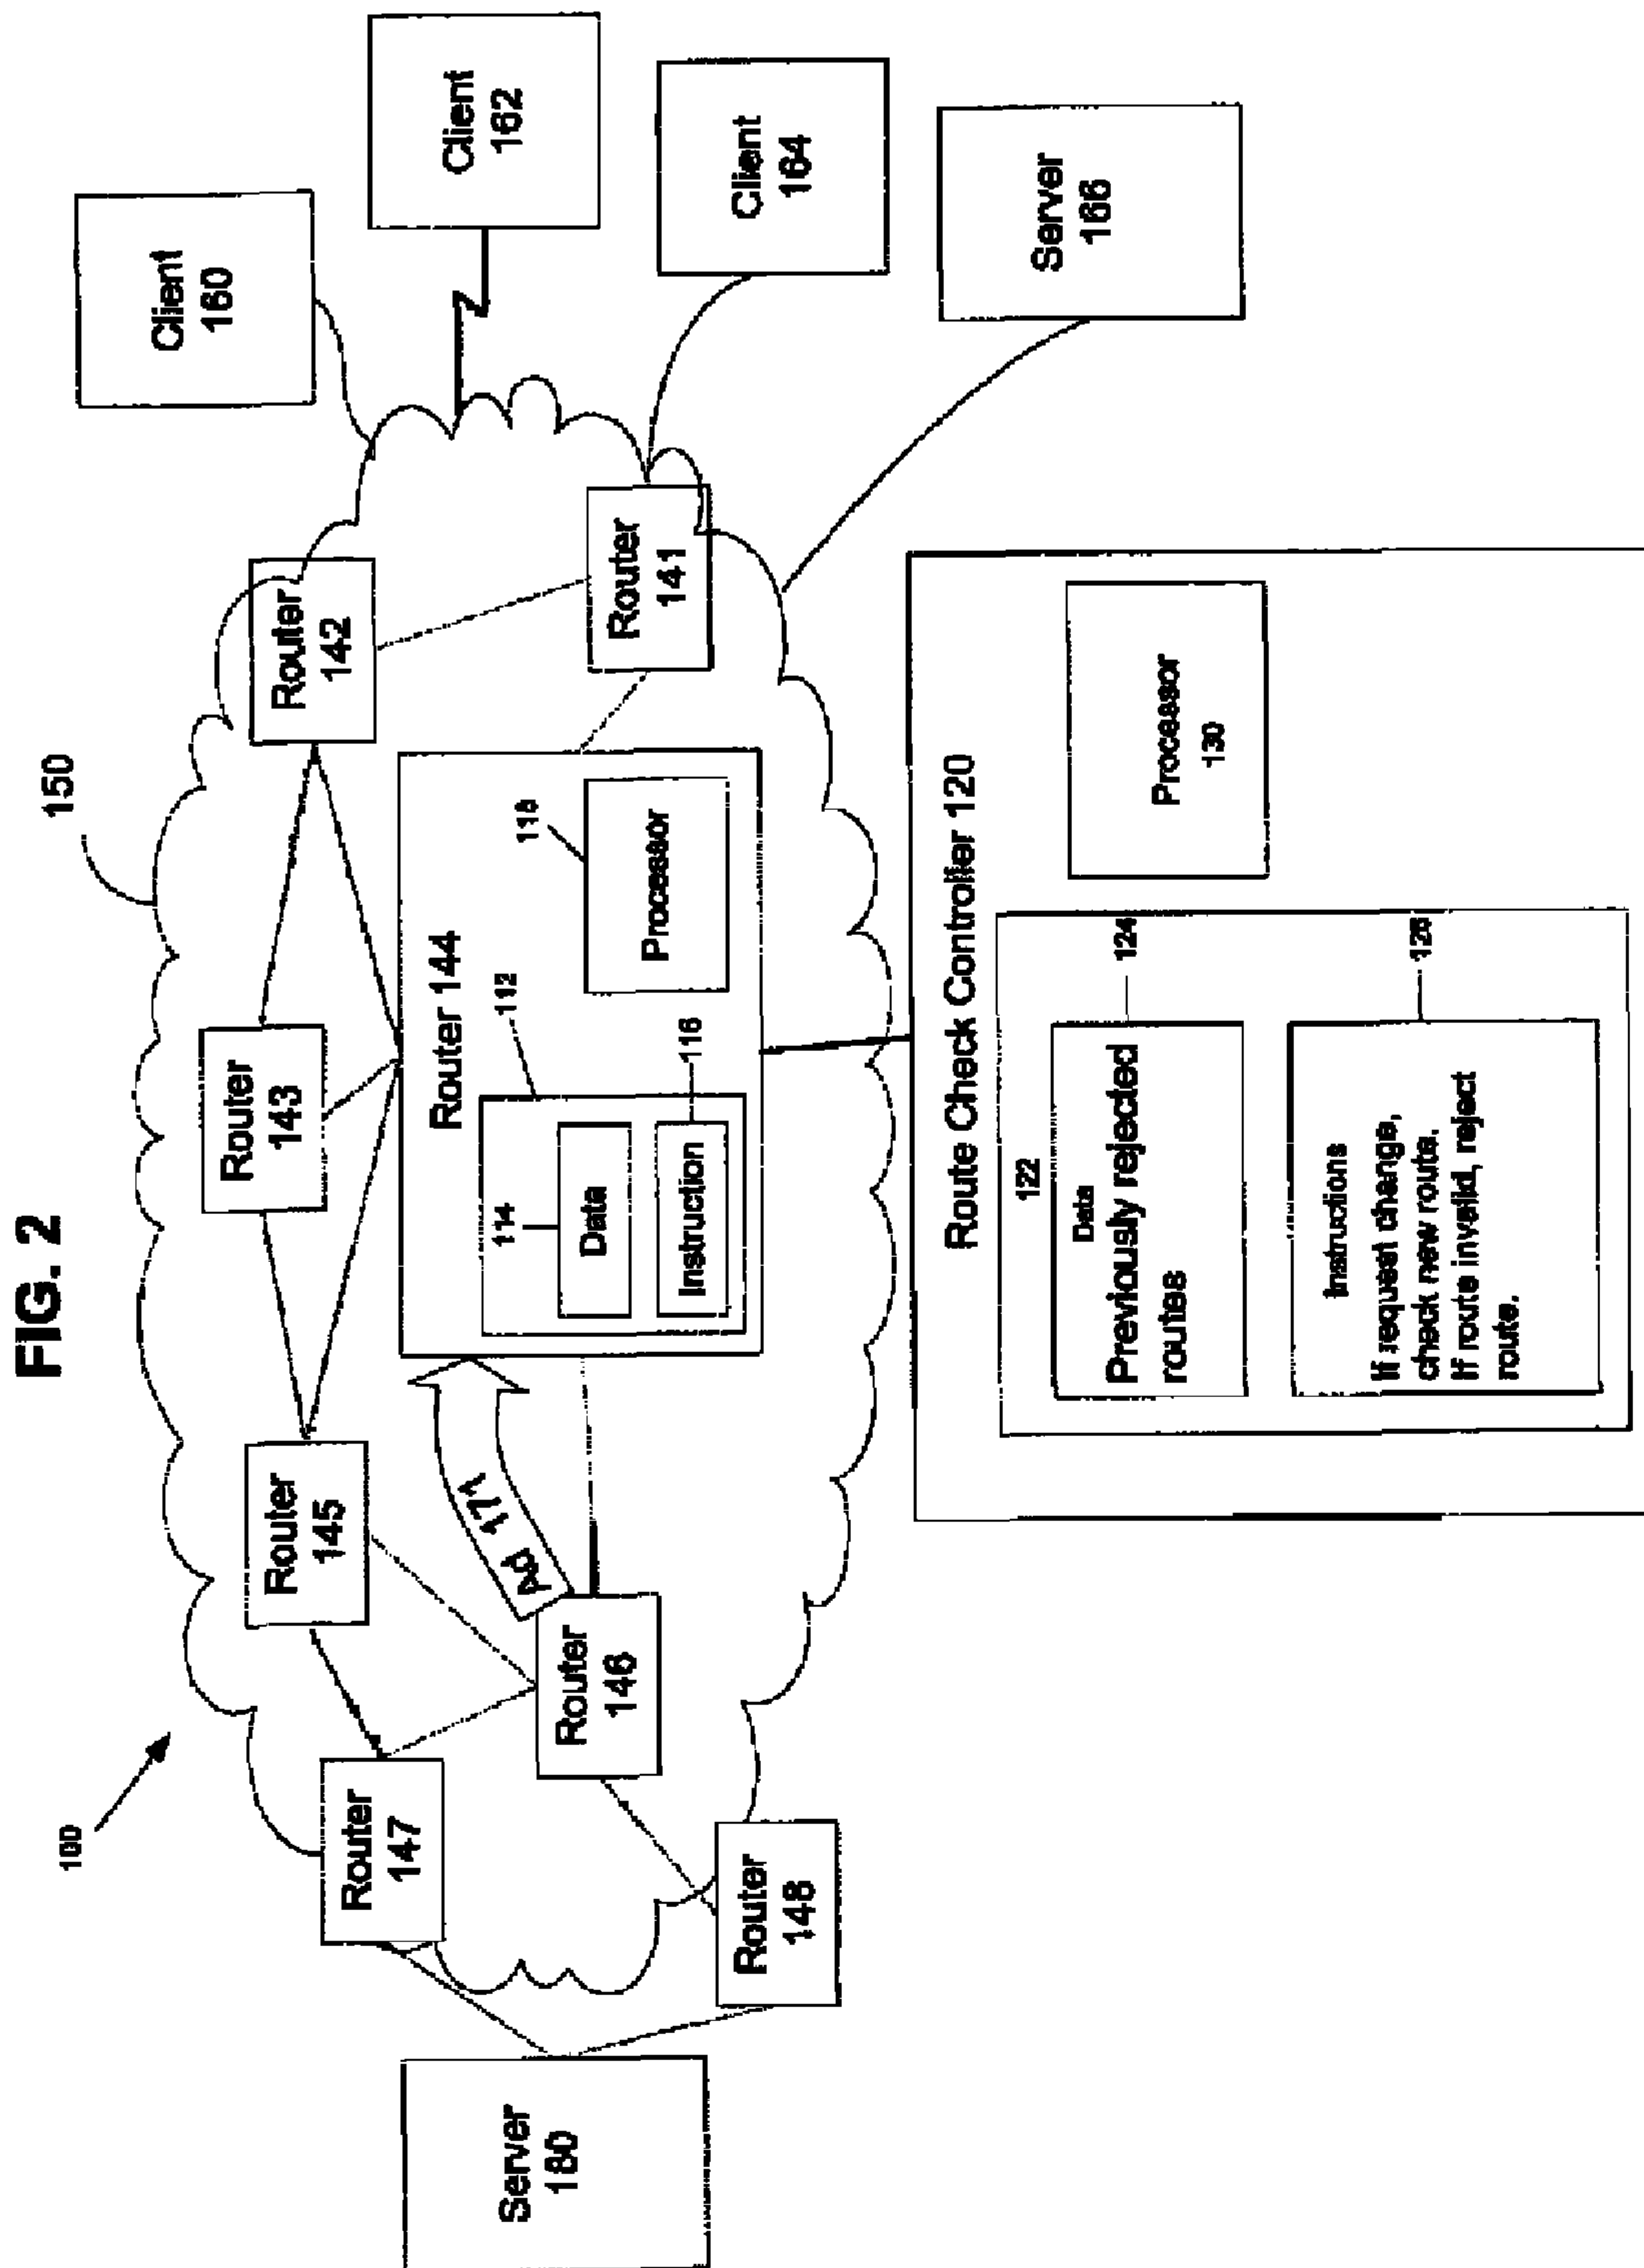 FIG. 2
100
150
Router
147
Router
145
Router
143
Router
142
Client
160
Client
162
Client
164
Server
166
Server
180
Router
148
Router
146
Ad 171
Router 144
112
114
Data
116
Instruction
118
Processor
Router
141
Route Check Controller 120
122
Data
Previously rejected
routes
124
Instructions
If request change,
check new route.
If route invalid, reject
route.
126
Processor
130